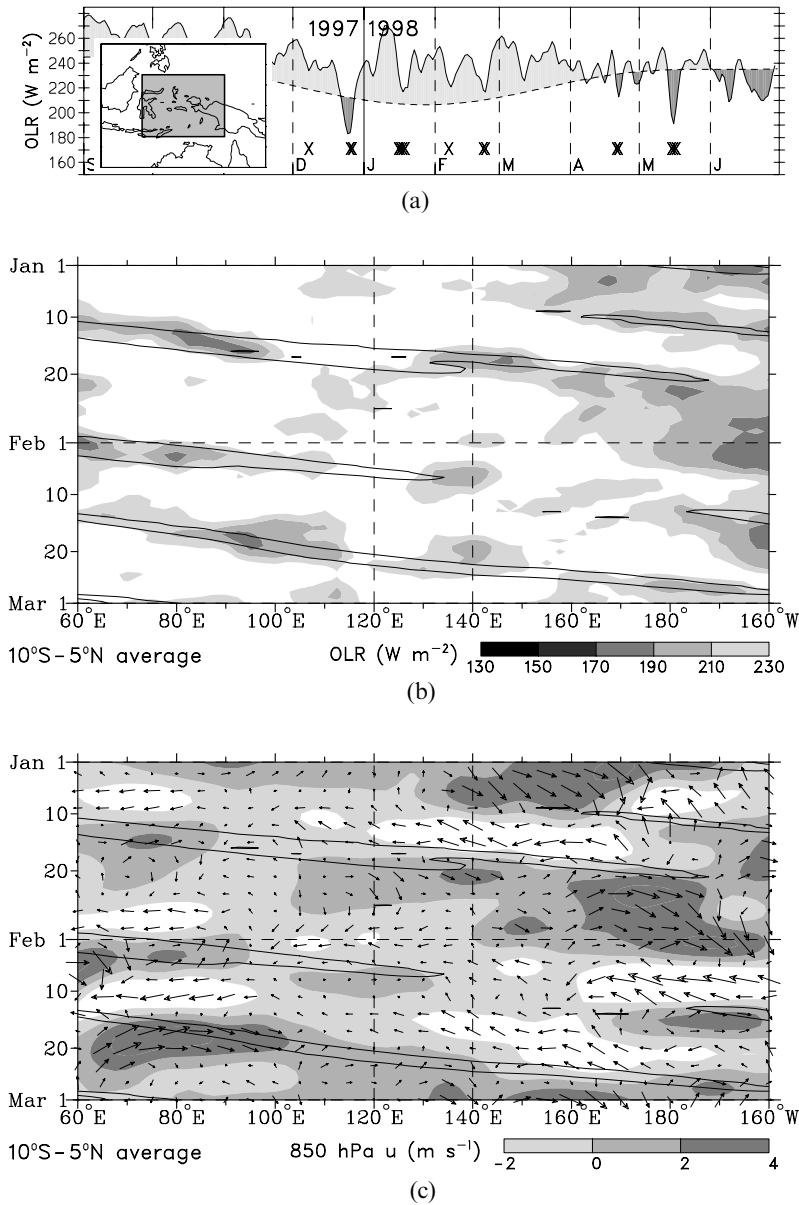 1997 1998
OLR (W m⁻²)
260
240
220
200
180
160
S D J F M A M J
X X X X X X X
(a)
Jan 1
10
20
Feb 1
10
20
Mar 1
60°E 80°E 100°E 120°E 140°E 160°E 180° 160°W
10°S–5°N average OLR (W m⁻²) 130 150 170 190 210 230
(b)
Jan 1
10
20
Feb 1
10
20
Mar 1
60°E 80°E 100°E 120°E 140°E 160°E 180° 160°W
10°S–5°N average 850 hPa u (m s⁻¹) -2 0 2 4
(c)